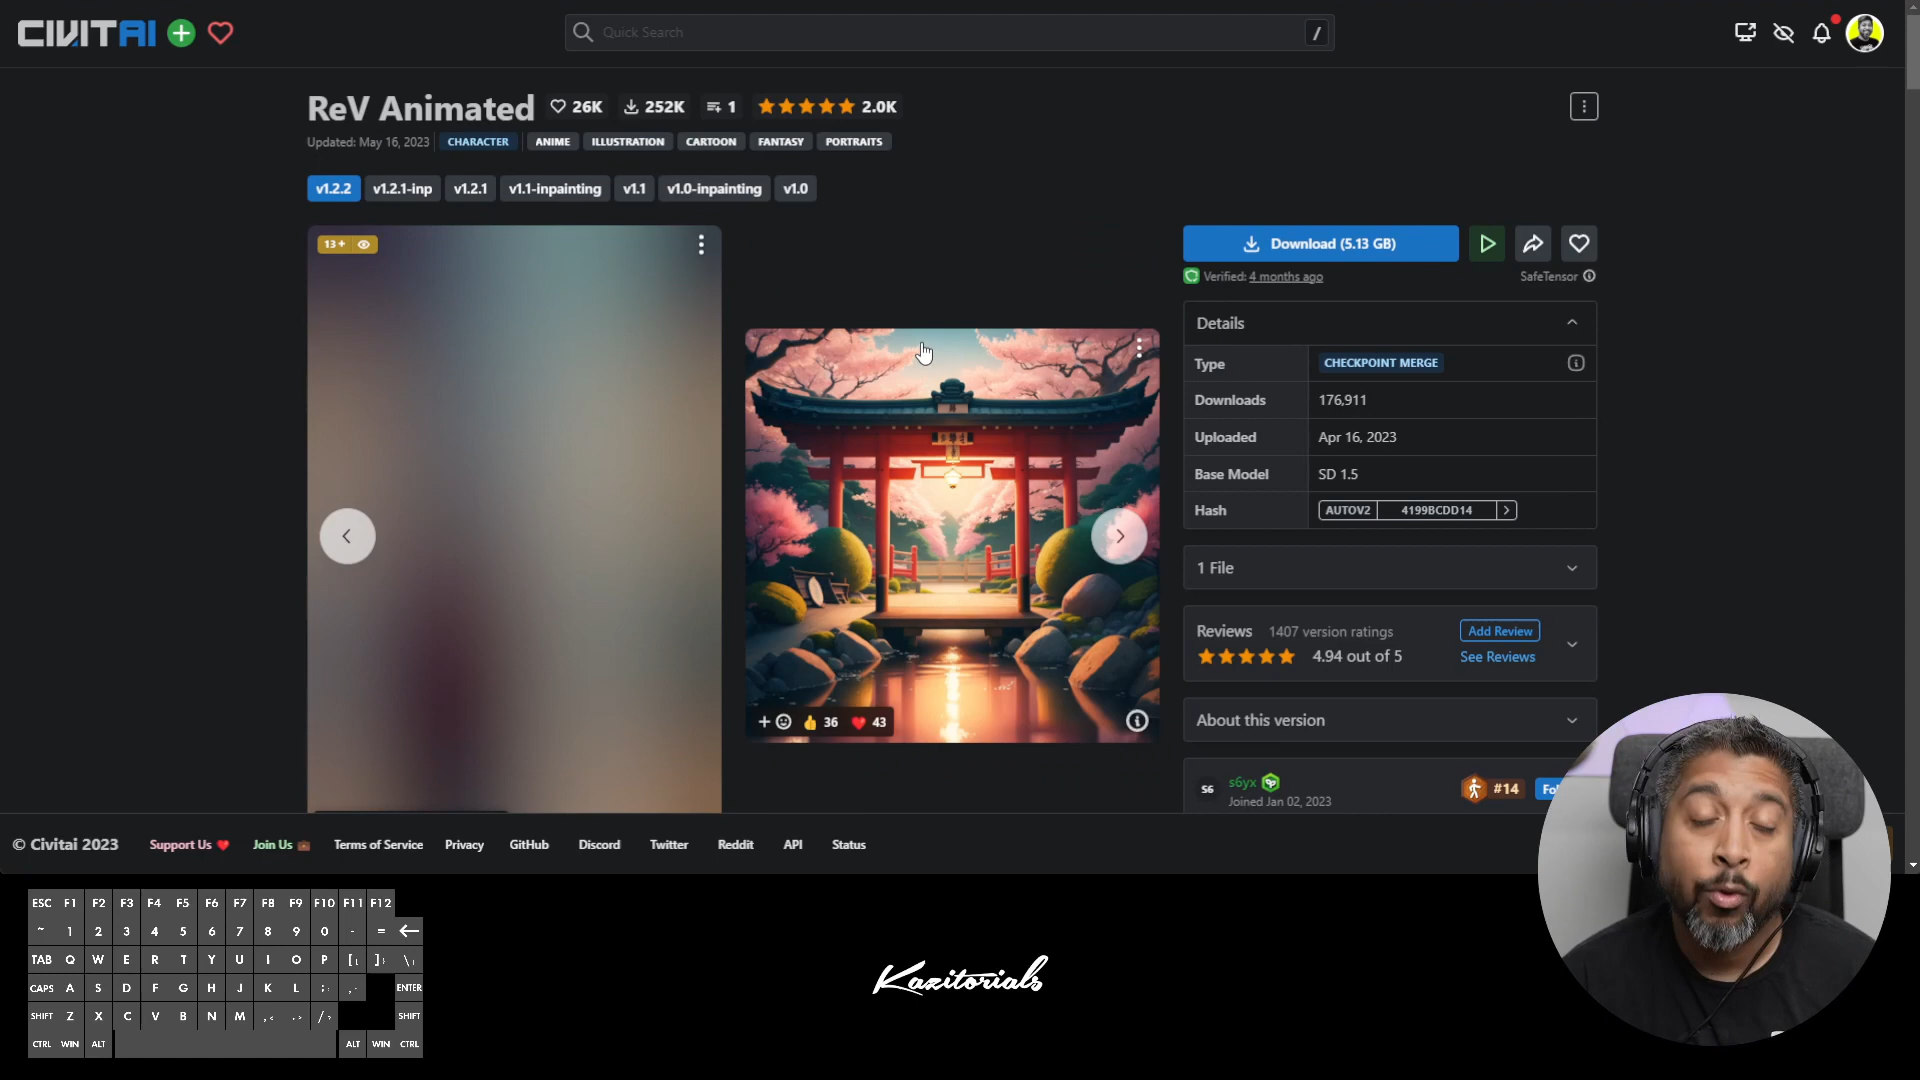 CIVITAI
Quick Search
/
ReV Animated 26K 252K 1 2.0K
Updated: May 16, 2023 CHARACTER ANIME ILLUSTRATION CARTOON FANTASY PORTRAITS
v1.2.2 v1.2.1-inp v1.2.1 v1.1-inpainting v1.1 v1.0-inpainting v1.0
13+
Download (5.13 GB)
Verified: 4 months ago SafeTensor
Details
Type CHECKPOINT MERGE
Downloads 176,911
Uploaded Apr 16, 2023
Base Model SD 1.5
Hash AUTOV2 4199BCDD14
1 File
Reviews 1407 version ratings Add Review
4.94 out of 5 See Reviews
36 43
About this version
S6 s6yx #14 Fol
Joined Jan 02, 2023
© Civitai 2023 Support Us Join Us Terms of Service Privacy GitHub Discord Twitter Reddit API Status
ESC F1 F2 F3 F4 F5 F6 F7 F8 F9 F10 F11 F12
~ 1 2 3 4 5 6 7 8 9 0 - =
TAB Q W E R T Y U I O P [{ ]} \|
CAPS A S D F G H J K L ;: ENTER
SHIFT Z X C V B N M ,< .> /? SHIFT
CTRL WIN ALT ALT WIN CTRL
Kazitorials